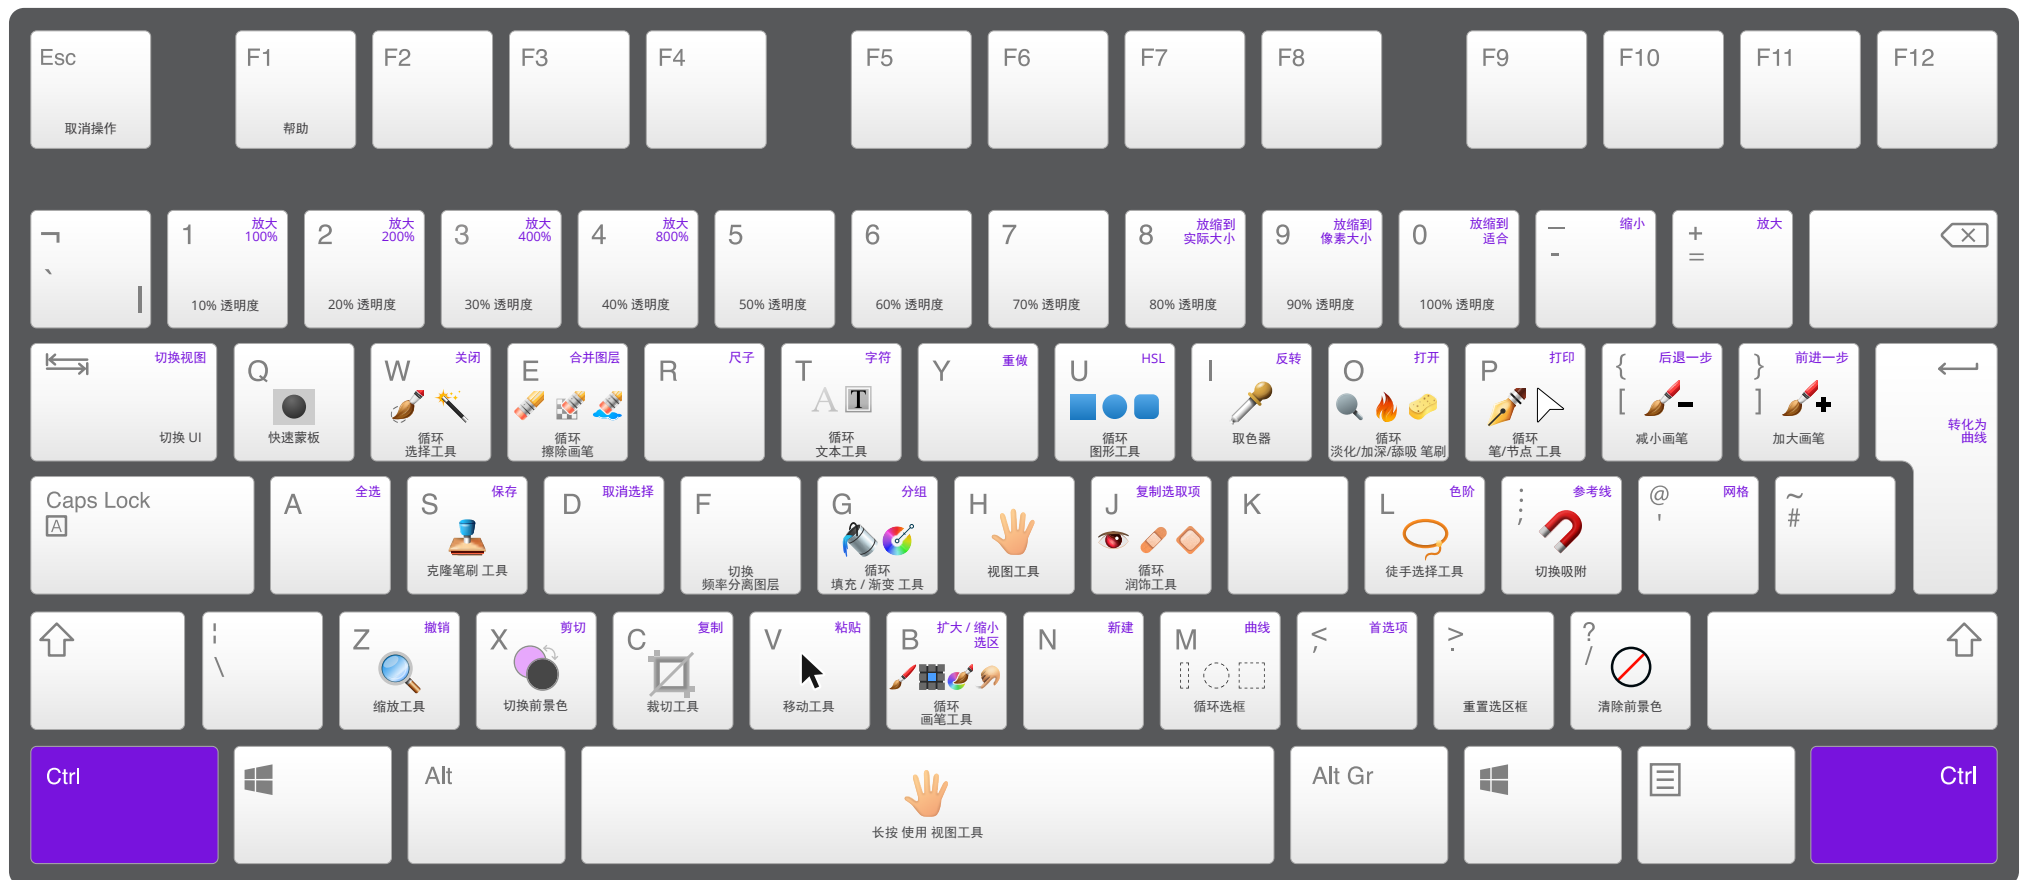 Esc
取消操作
F1
帮助
F2
F3
F4
F5
F6
F7
F8
F9
F10
F11
F12
¬
`
|
1
放大
100%
10% 透明度
2
放大
200%
20% 透明度
3
放大
400%
30% 透明度
4
放大
800%
40% 透明度
5
50% 透明度
6
60% 透明度
7
70% 透明度
8
放缩到
实际大小
80% 透明度
9
放缩到
像素大小
90% 透明度
0
放缩到
适合
100% 透明度
—
-
缩小
+
=
放大
切换视图
切换 UI
Q
快速蒙板
W
关闭
循环
选择工具
E
合并图层
循环
擦除画笔
R
尺子
T
字符
A T
循环
文本工具
Y
重做
U
HSL
循环
图形工具
I
反转
取色器
O
打开
循环
淡化/加深/舔吸 笔刷
P
打印
循环
笔/节点 工具
{
[
后退一步
减小画笔
}
]
前进一步
加大画笔
转化为
曲线
Caps Lock
A
A
全选
S
保存
克隆笔刷 工具
D
取消选择
F
切换
频率分离图层
G
分组
循环
填充 / 渐变 工具
H
视图工具
J
复制选取项
循环
润饰工具
K
L
色阶
徒手选择工具
:
;
参考线
切换吸附
@
'
网格
~
#
¦
\
Z
撤销
缩放工具
X
剪切
切换前景色
C
复制
裁切工具
V
粘贴
移动工具
B
扩大 / 缩小
选区
循环
画笔工具
N
新建
M
曲线
循环选框
<
,
首选项
>
.
重置选区框
?
/
清除前景色
Ctrl
Alt
长按 使用 视图工具
Alt Gr
Ctrl